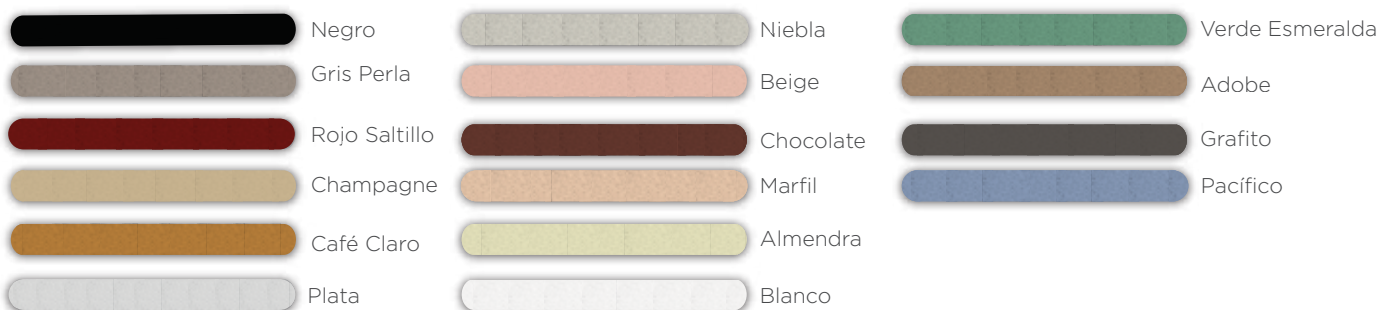 Negro
Gris Perla
Rojo Saltillo
Champagne
Café Claro
Plata
Niebla
Beige
Chocolate
Marfil
Almendra
Blanco
Verde Esmeralda
Adobe
Grafito
Pacífico